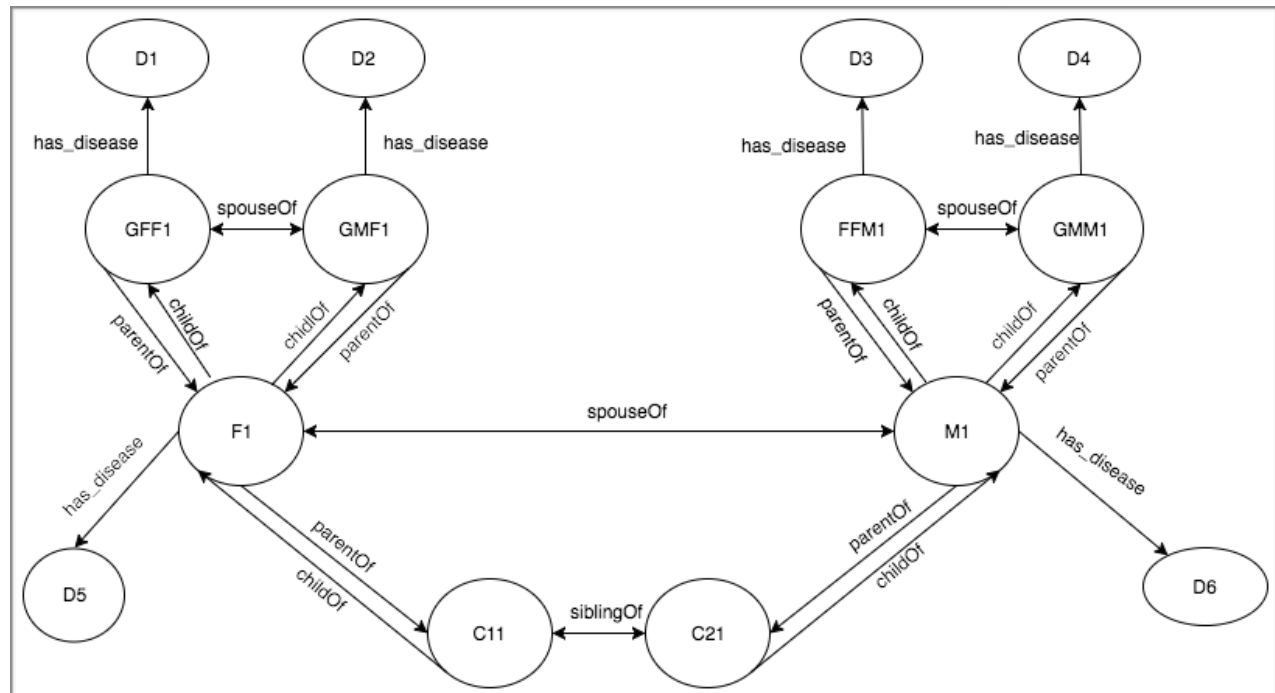 D1
D2
D3
D4
has_disease
has_disease
has_disease
has_disease
GFF1
spouseOf
GMF1
FFM1
spouseOf
GMM1
parentOf
childOf
chidlOf
parentOf
parentOf
childOf
childOf
parentOf
F1
spouseOf
M1
has_disease
has_disease
parentOf
childOf
parentOf
childOf
D5
D6
C11
siblingOf
C21